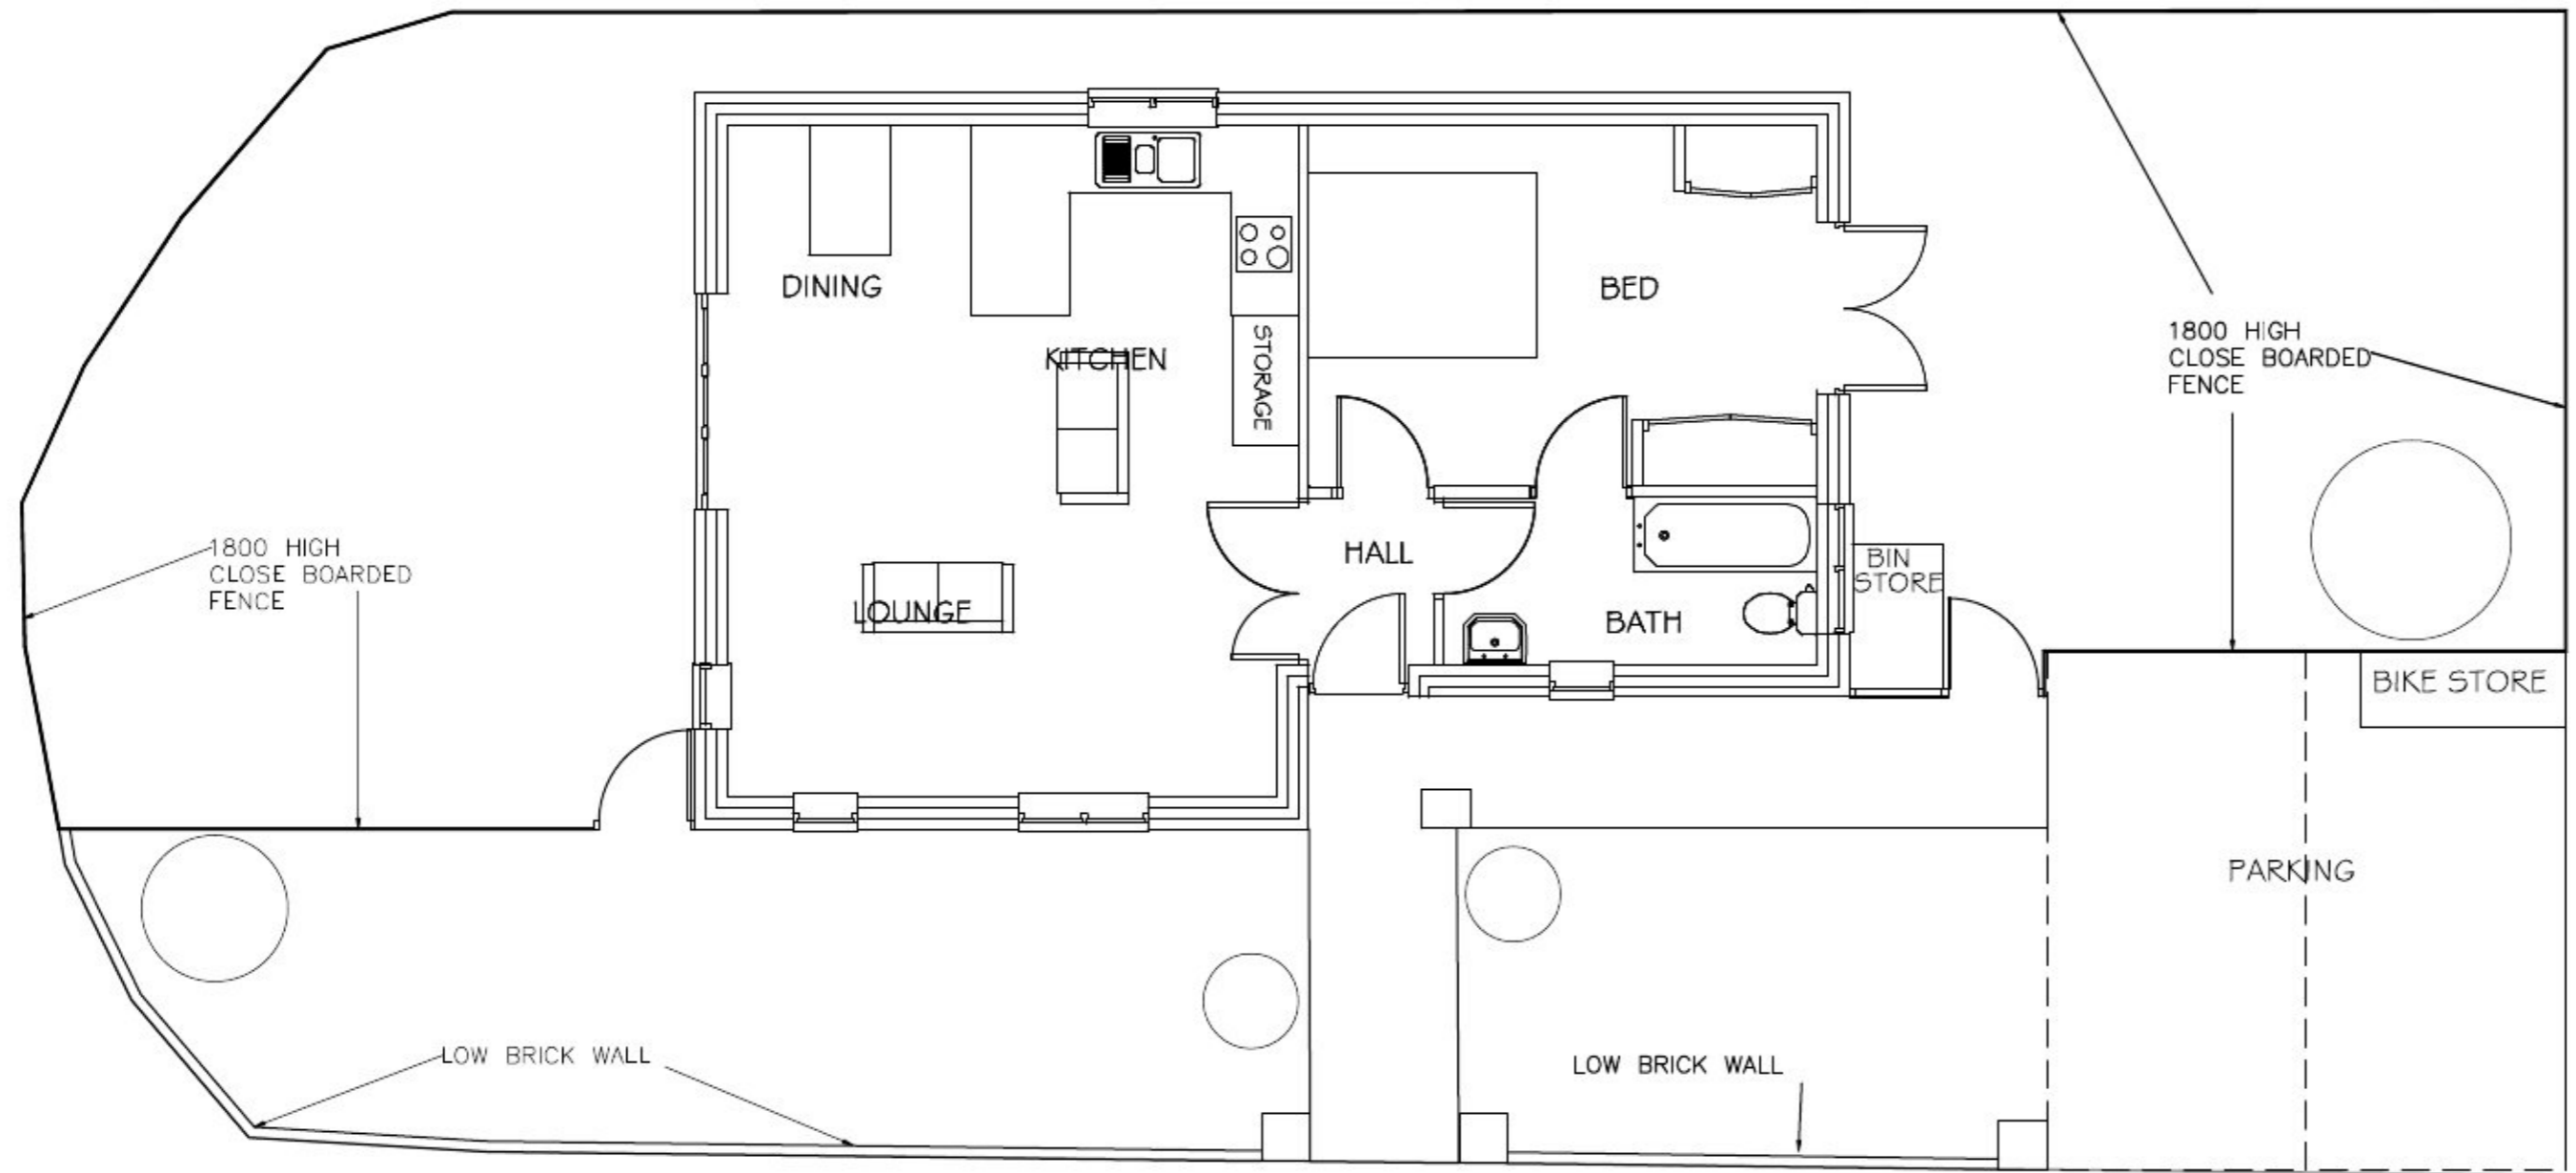 DINING
BED
1800 HIGH
CLOSE BOARDED
FENCE
KITCHEN
STORAGE
1800 HIGH
CLOSE BOARDED
FENCE
HALL
BIN
STORE
LOUNGE
BATH
BIKE STORE
PARKING
LOW BRICK WALL
LOW BRICK WALL